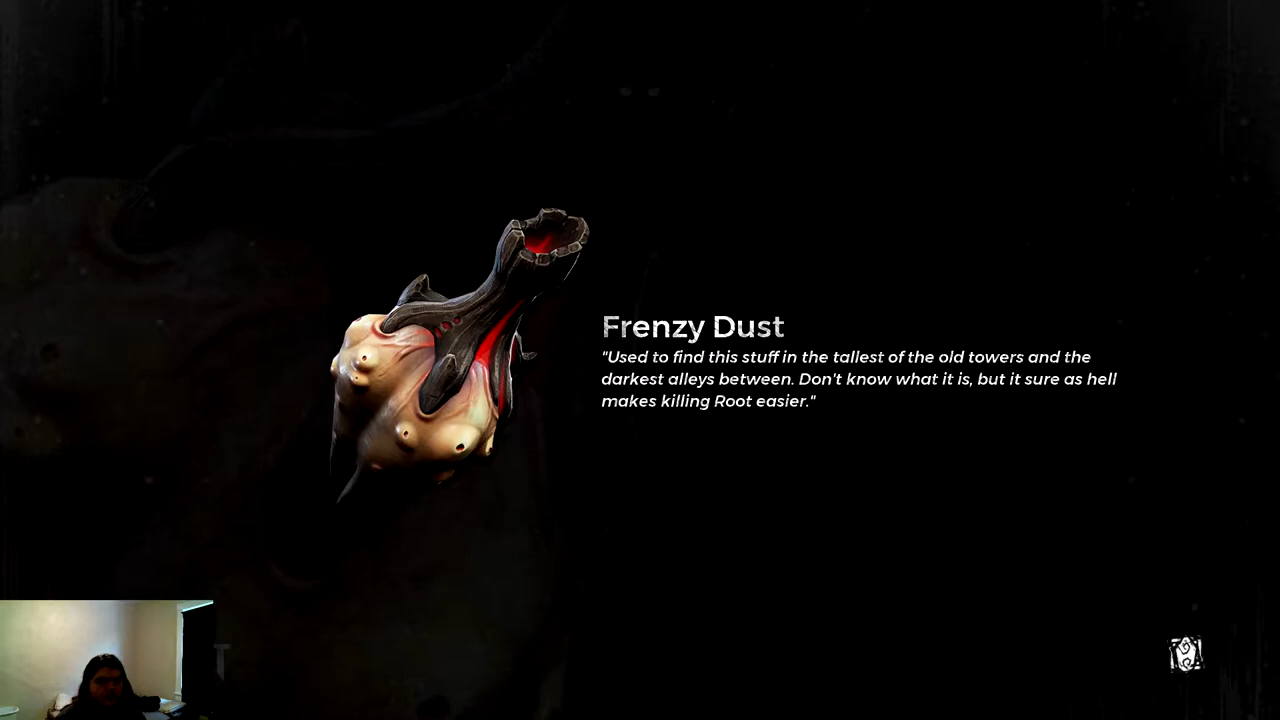 Frenzy Dust
"Used to find this stuff in the tallest of the old towers and the
darkest alleys between. Don't know what it is, but it sure as hell
makes killing Root easier."